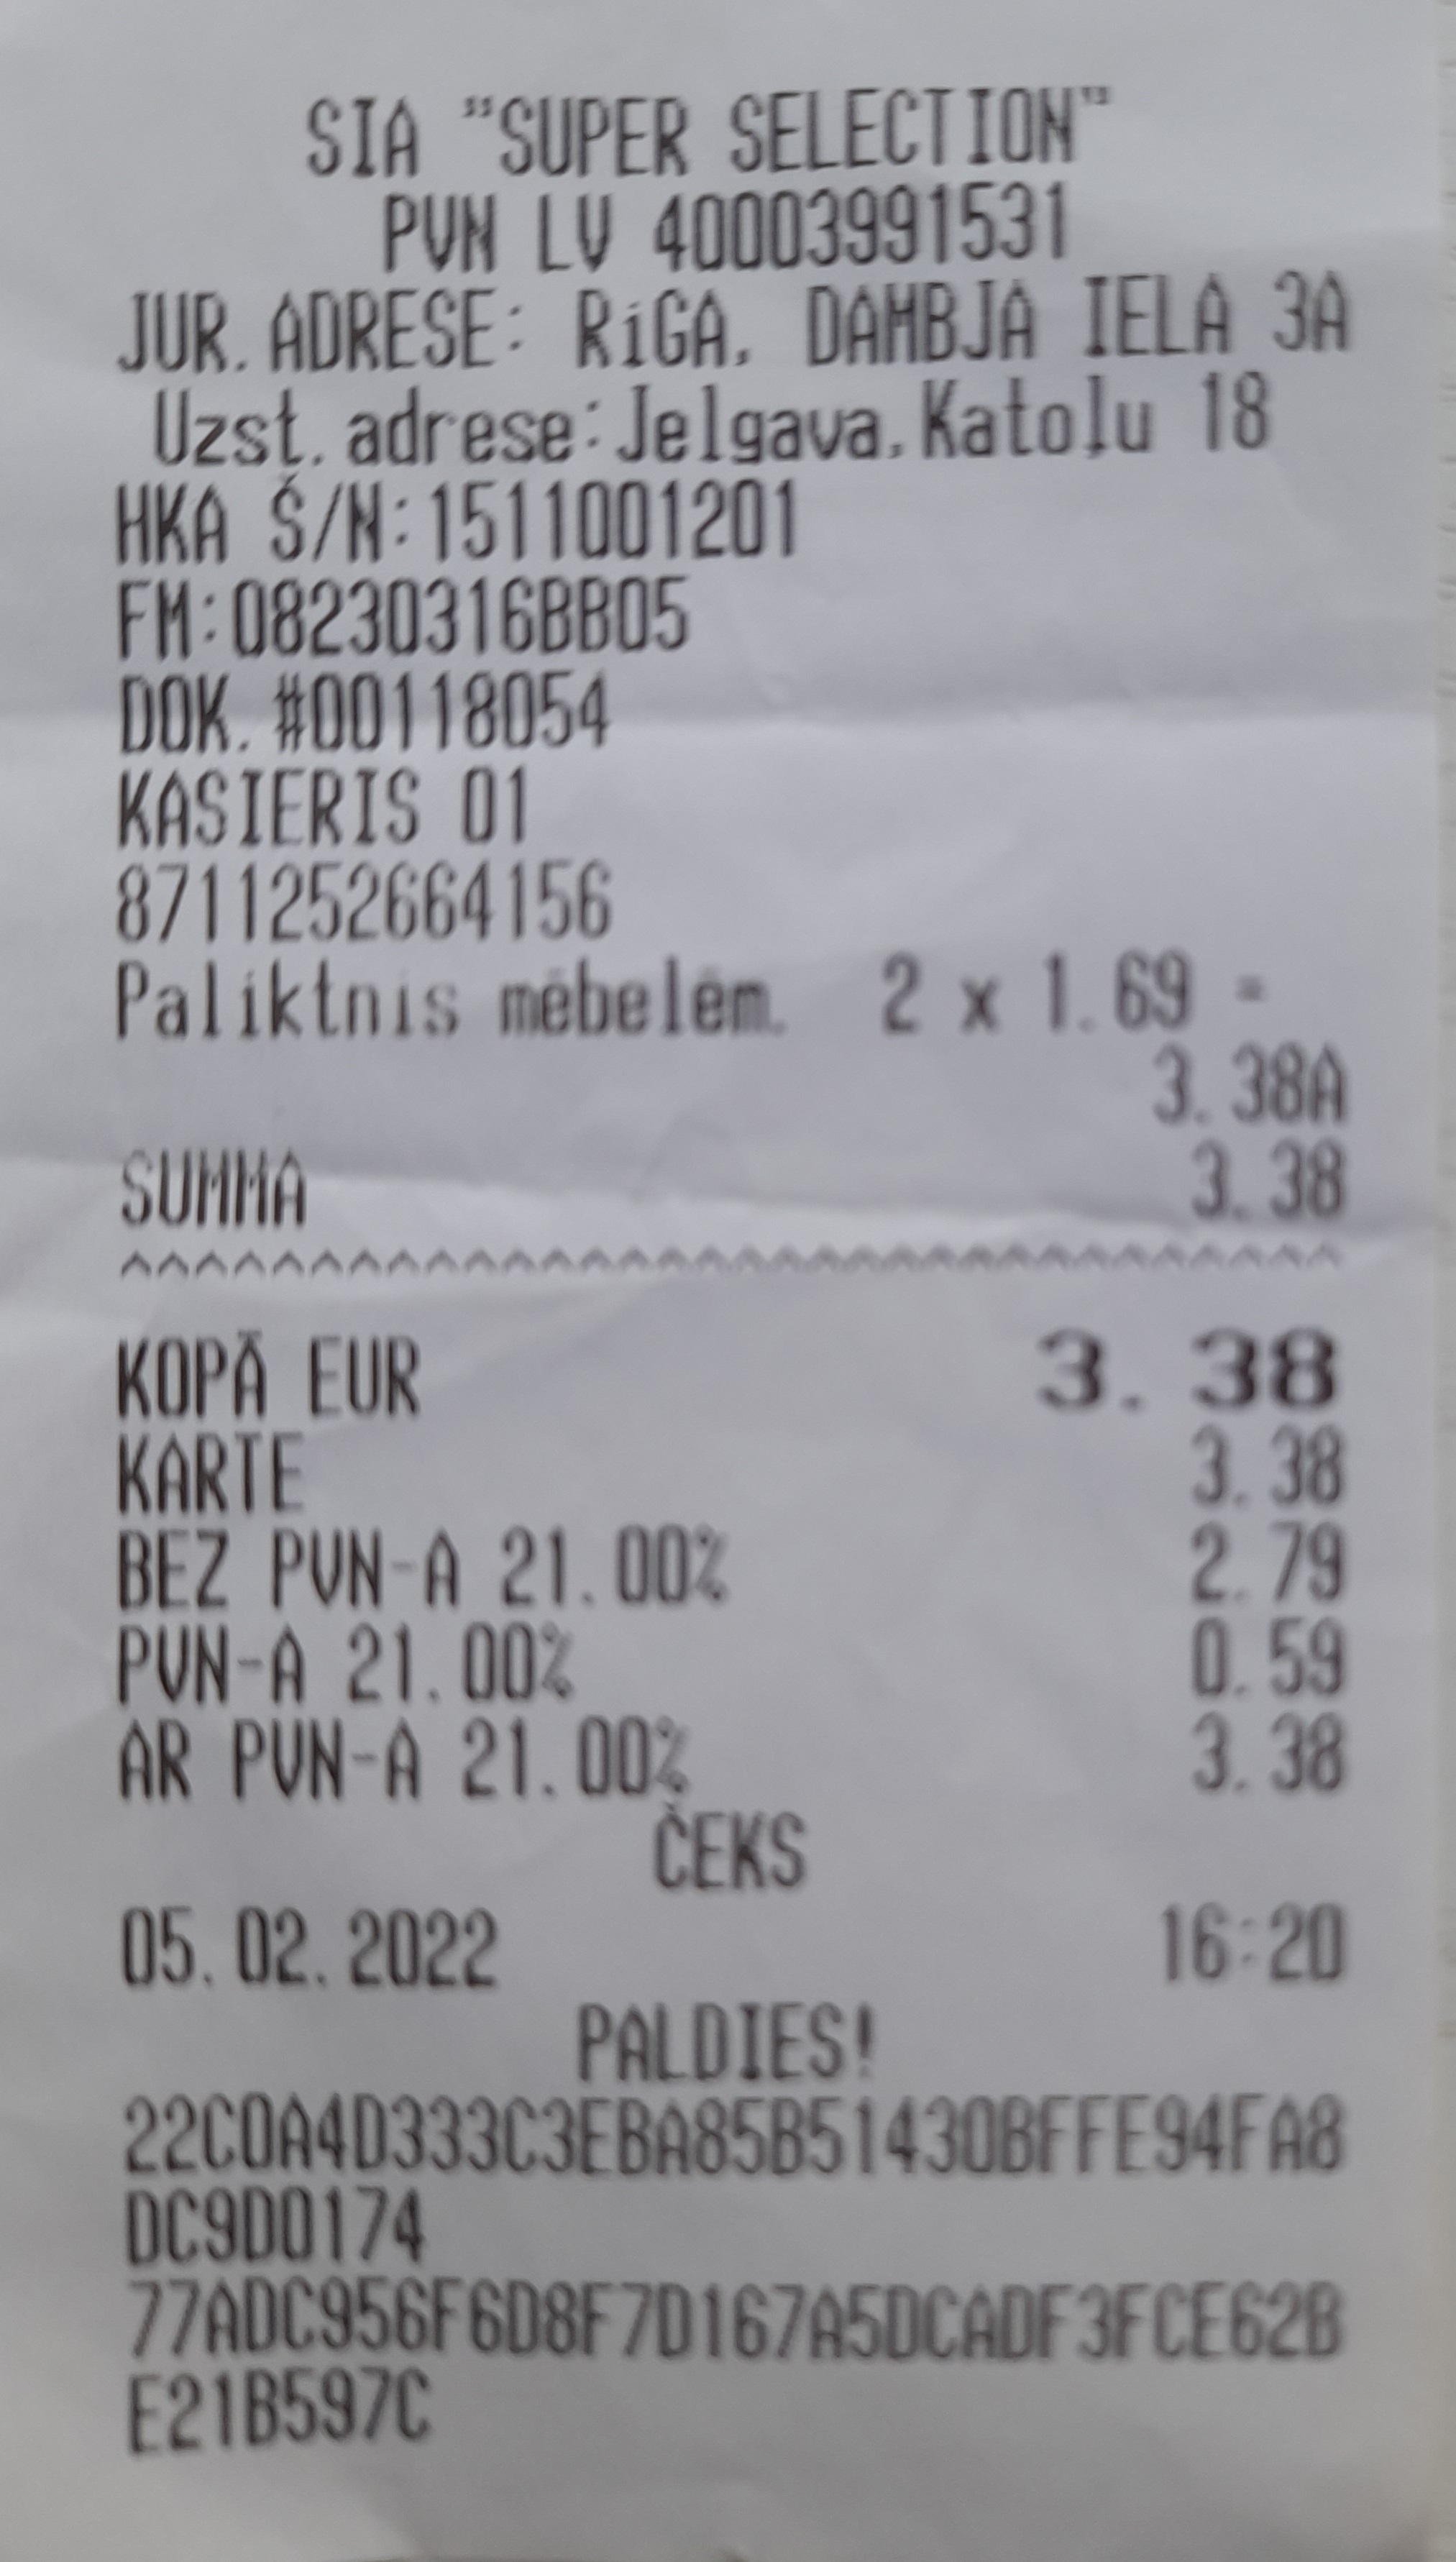 SIA "SUPER SELECTION"
PVN LV 40003991531
JUR. ADRESE: RiGA, DAMBJA IELA 3A
Uzst. adrese:Jelgava,Katoļu 18
HKA Š/N:1511001201
FM:08230316BB05
DOK. #00118054
KASIERIS 01
8711252664156
Paliktnis mēbelēm. 2 x 1.69 =
3.38A
SUMMA 3.38
^^^^^^^^^^^^^^^^^^^^^^^^^^^^^^^^
KOPĀ EUR 3.38
KARTE 3.38
BEZ PVN-A 21.00% 2.79
PVN-A 21.00% 0.59
AR PVN-A 21.00% 3.38
ČEKS
05.02.2022 16:20
PALDIES!
22C0A4D333C3EBA85B51430BFFE94FA8
DC9D0174
77ADC956F6D8F7D167A5DCADF3FCE62B
E21B597C